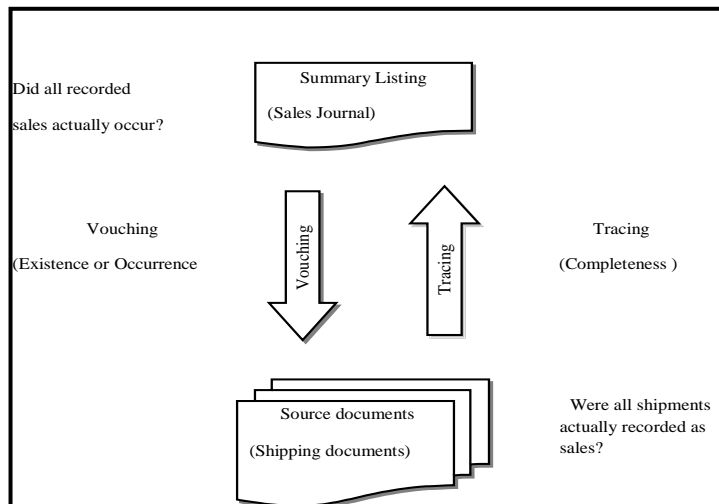 Summary Listing
(Sales Journal)
Did all recorded
sales actually occur?
Vouching
(Existence or Occurrence
Vouching
Tracing
Tracing
(Completeness )
Source documents
(Shipping documents)
Were all shipments
actually recorded as
sales?